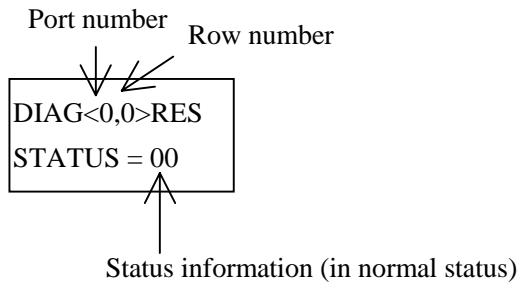 Port number
Row number
DIAG<0,0>RES
STATUS = 00
Status information (in normal status)